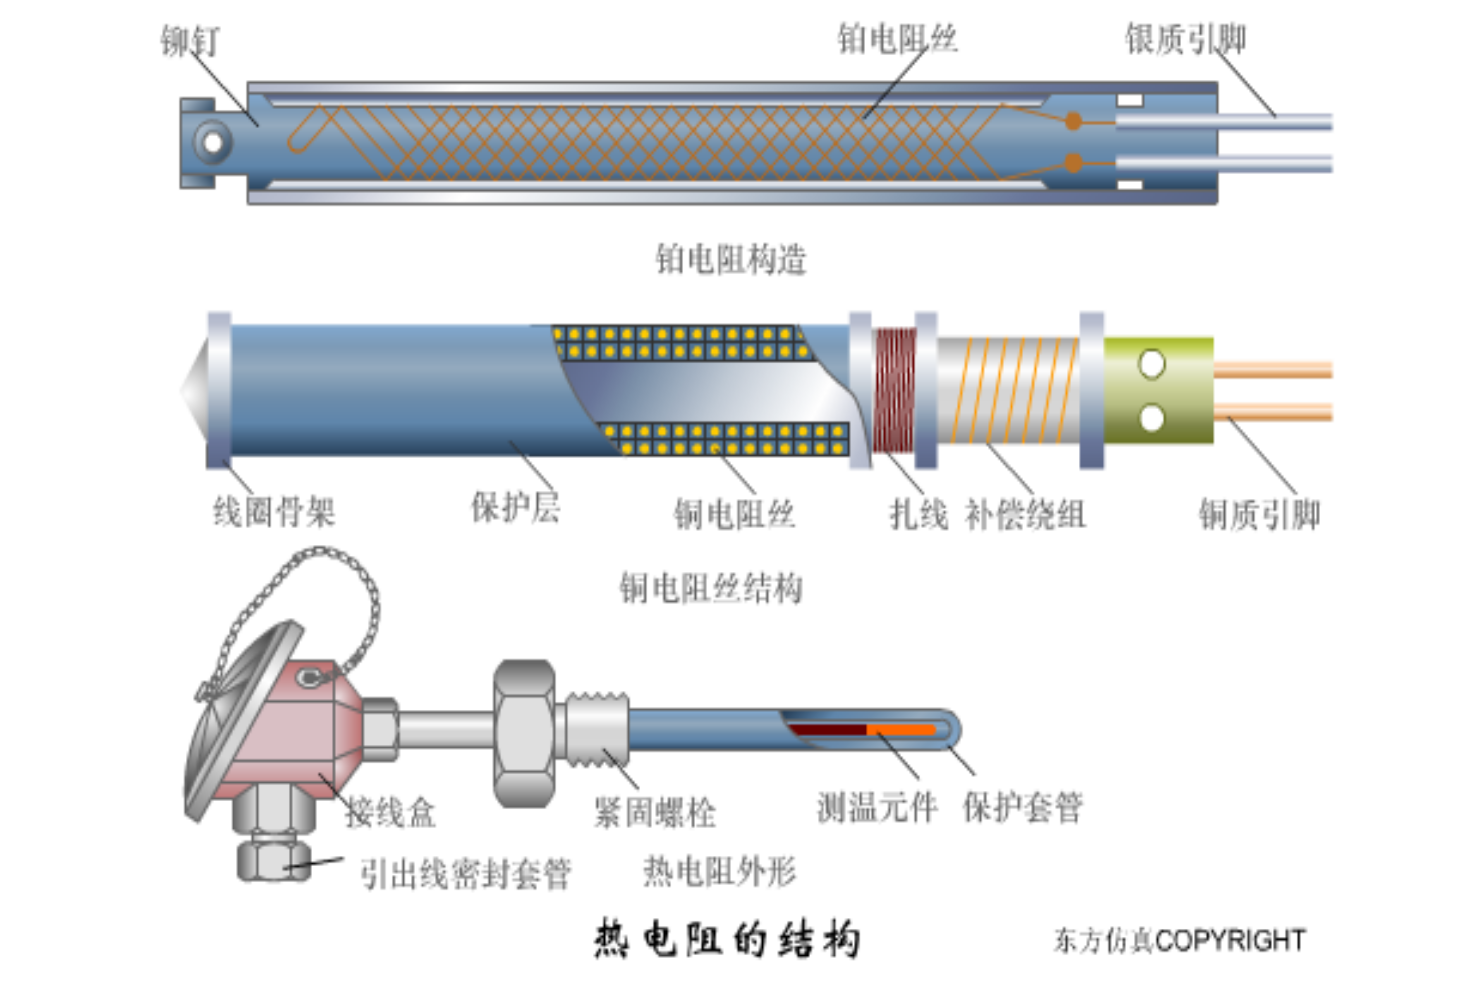 铆钉 铂电阻丝 银质引脚
铂电阻构造
线圈骨架 保护层 铜电阻丝 扎线 补偿绕组 铜质引脚
铜电阻丝结构
接线盒 紧固螺栓 测温元件 保护套管
引出线密封套管 热电阻外形
热电阻的结构 东方仿真COPYRIGHT